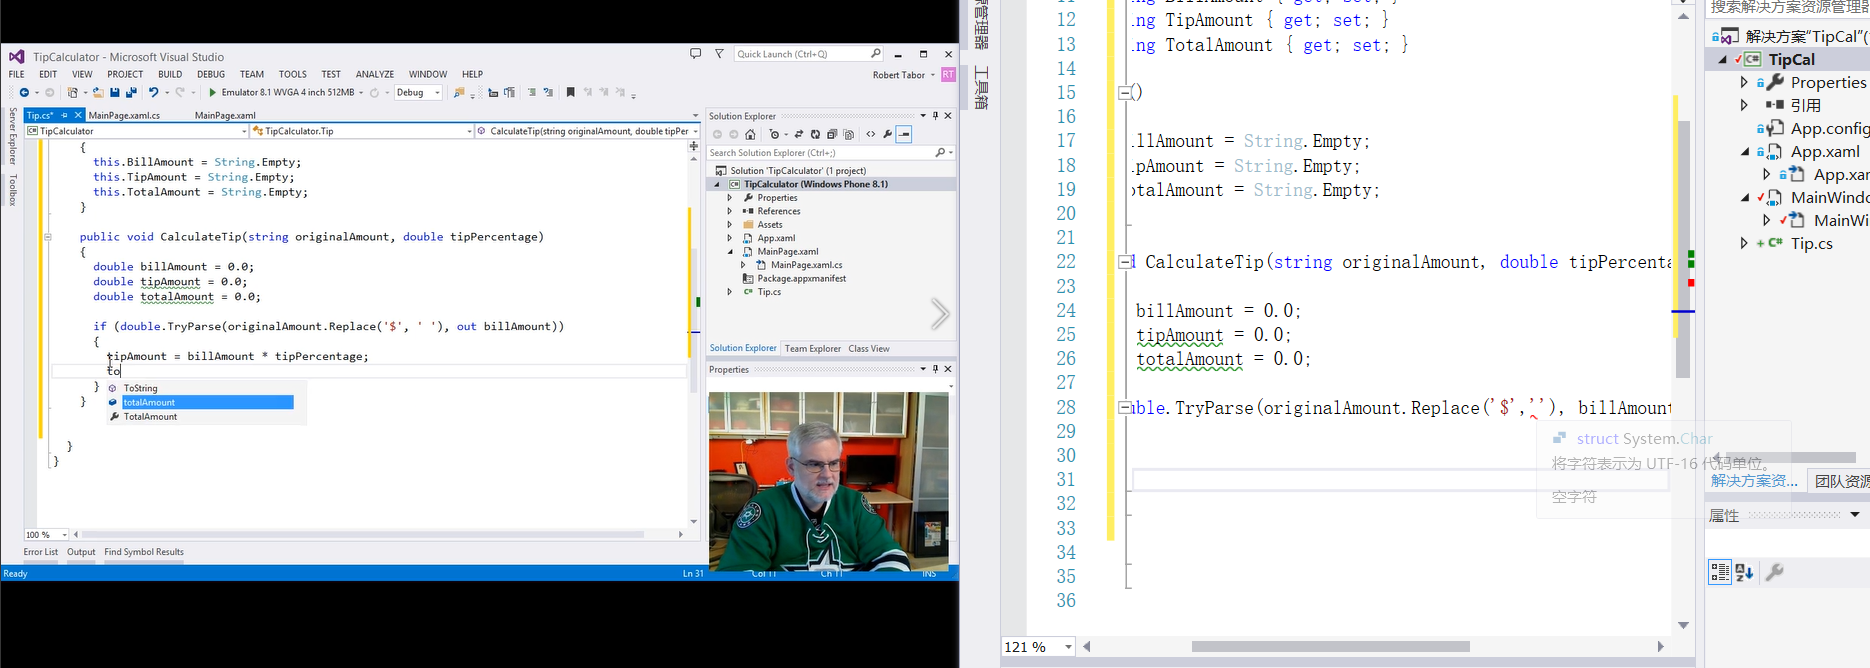 TipCalculator - Microsoft Visual Studio
Quick Launch (Ctrl+Q)
FILE EDIT VIEW PROJECT BUILD DEBUG TEAM TOOLS TEST ANALYZE WINDOW HELP
Robert Tabor RT
Emulator 8.1 WVGA 4 inch 512MB Debug
Server Explorer
Toolbox
Tip.cs* MainPage.xaml.cs MainPage.xaml
TipCalculator TipCalculator.Tip CalculateTip(string originalAmount, double tipPer
{
this.BillAmount = String.Empty;
this.TipAmount = String.Empty;
this.TotalAmount = String.Empty;
}
public void CalculateTip(string originalAmount, double tipPercentage)
{
double billAmount = 0.0;
double tipAmount = 0.0;
double totalAmount = 0.0;
if (double.TryParse(originalAmount.Replace('$', ' '), out billAmount))
{
tipAmount = billAmount * tipPercentage;
to
}
ToString
totalAmount
TotalAmount
}
}
}
100 %
Error List Output Find Symbol Results
Ready Ln 31 Col 11 Ch 11 INS
Solution Explorer
Search Solution Explorer (Ctrl+;)
Solution 'TipCalculator' (1 project)
TipCalculator (Windows Phone 8.1)
Properties
References
Assets
App.xaml
MainPage.xaml
MainPage.xaml.cs
Package.appxmanifest
Tip.cs
Solution Explorer Team Explorer Class View
Properties
源管理器
工具箱
12 ng TipAmount { get; set; }
13 ng TotalAmount { get; set; }
14
15 ()
16
17 llAmount = String.Empty;
18 pAmount = String.Empty;
19 otalAmount = String.Empty;
20
21
22 CalculateTip(string originalAmount, double tipPercenta
24 billAmount = 0.0;
25 tipAmount = 0.0;
26 totalAmount = 0.0;
27
28 ble.TryParse(originalAmount.Replace('$',''), billAmount
29
30
31
32
33
34
35
36
struct System.Char
将字符表示为 UTF-16 代码单位。
空字符
121 %
搜索解决方案资源管理器
解决方案"TipCal"(
TipCal
Properties
引用
App.config
App.xaml
App.xar
MainWindo
MainWi
Tip.cs
解决方案资... 团队资源
属性